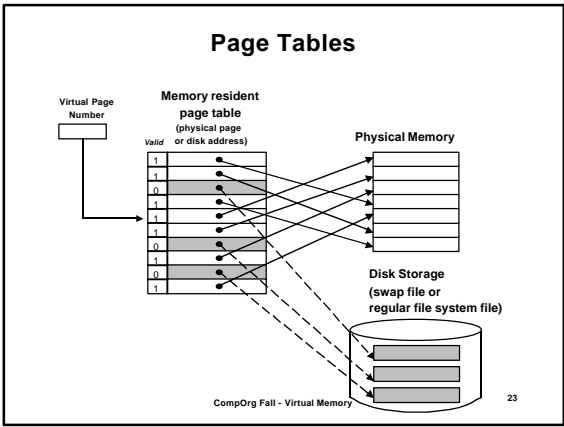 Page Tables
Virtual Page
Number
Memory resident
page table
(physical page
or disk address)
Valid
Physical Memory
1
1
0
1
1
1
0
1
0
1
Disk Storage
(swap file or
regular file system file)
CompOrg Fall - Virtual Memory
23